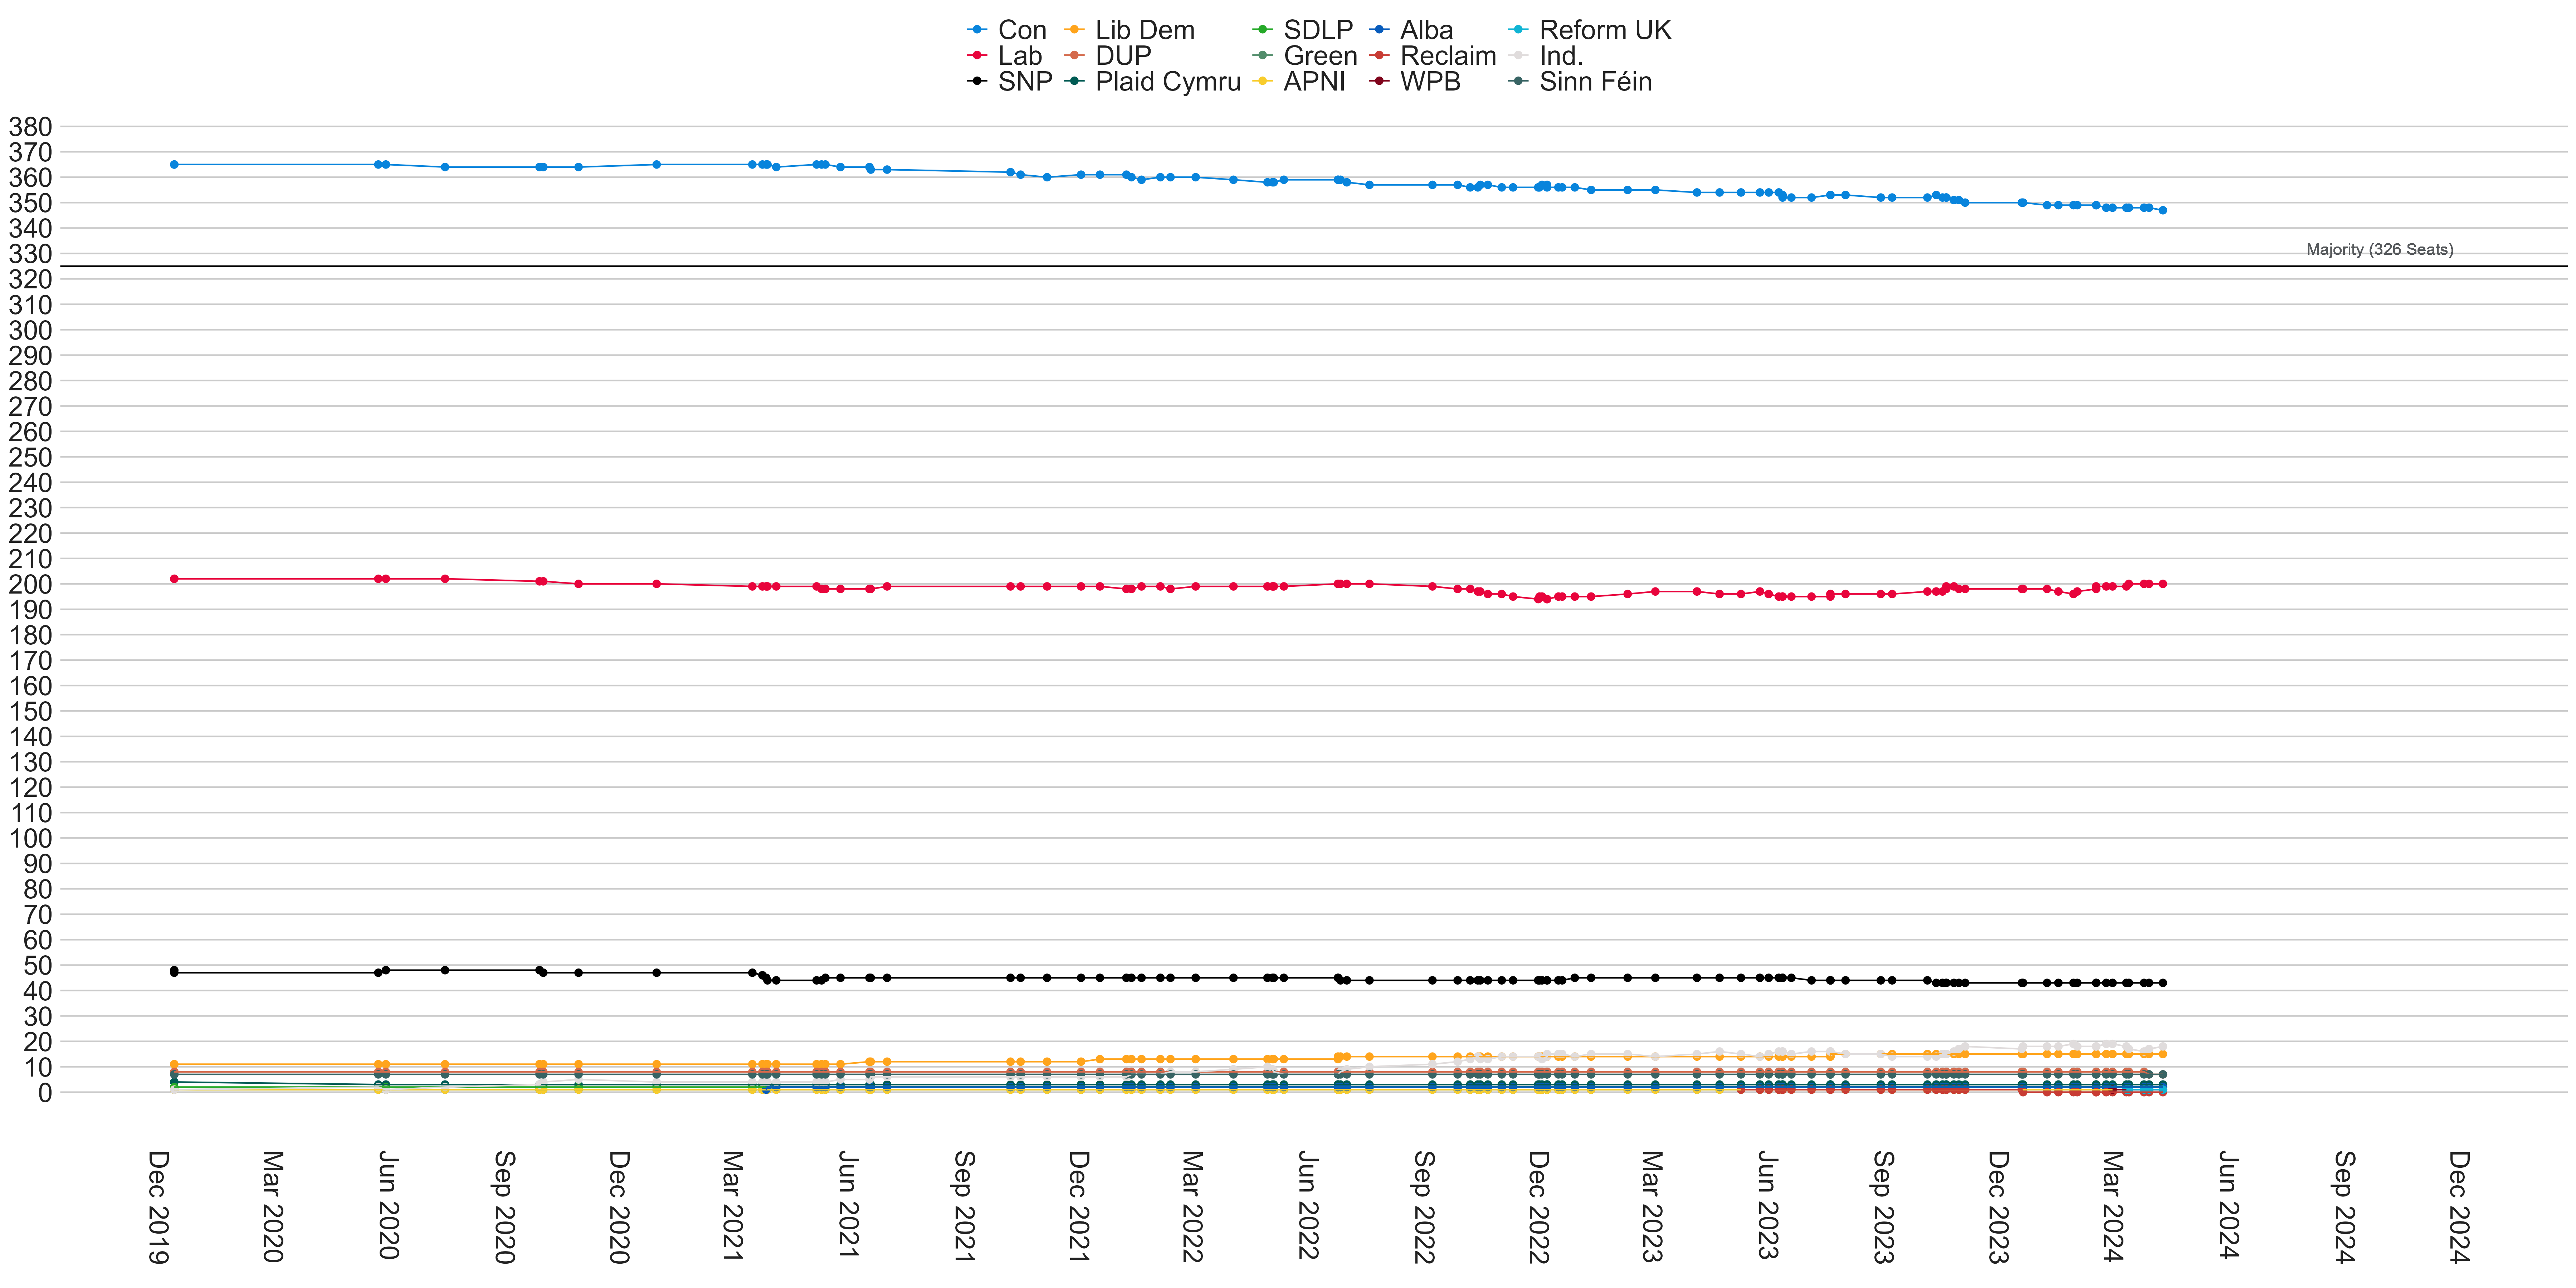 Con Lib Dem SDLP Alba Reform UK
Lab DUP Green Reclaim Ind.
SNP Plaid Cymru APNI WPB Sinn Féin
380
370
360
350
340
330
Majority (326 Seats)
320
310
300
290
280
270
260
250
240
230
220
210
200
190
180
170
160
150
140
130
120
110
100
90
80
70
60
50
40
30
20
10
0
Dec 2019
Mar 2020
Jun 2020
Sep 2020
Dec 2020
Mar 2021
Jun 2021
Sep 2021
Dec 2021
Mar 2022
Jun 2022
Sep 2022
Dec 2022
Mar 2023
Jun 2023
Sep 2023
Dec 2023
Mar 2024
Jun 2024
Sep 2024
Dec 2024